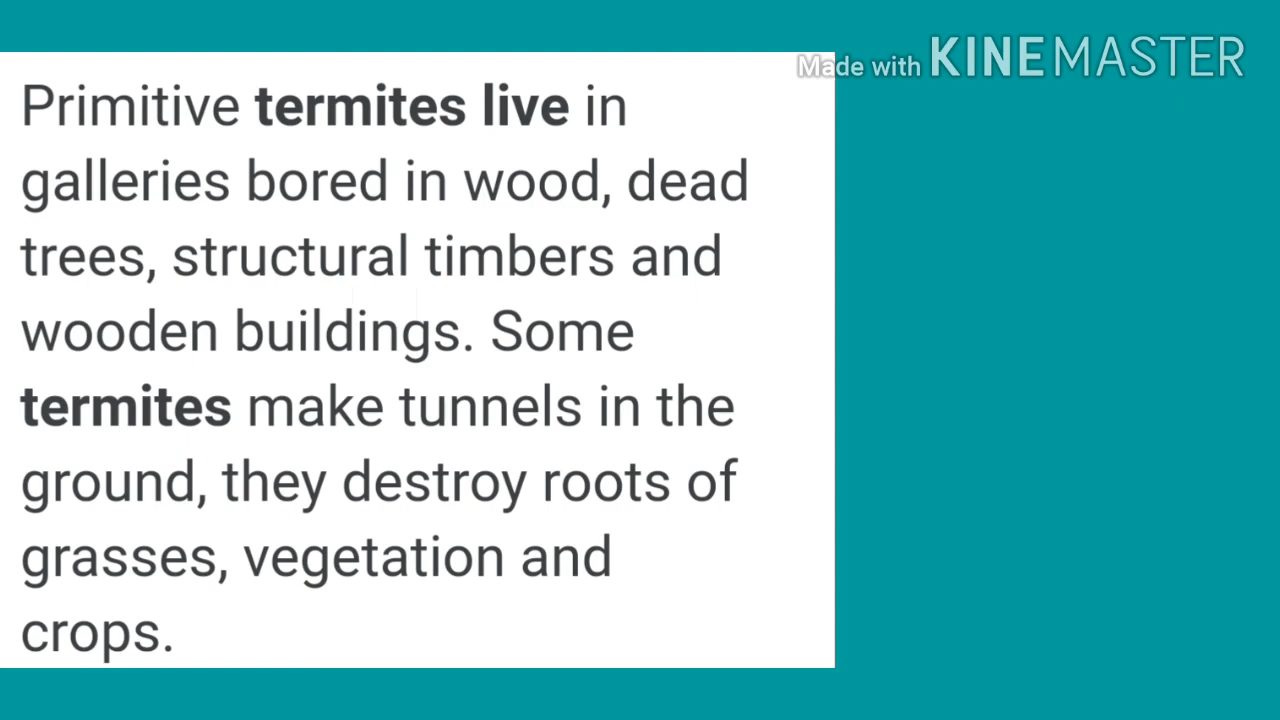 Made with KINEMASTER
Primitive termites live in
galleries bored in wood, dead
trees, structural timbers and
wooden buildings. Some
termites make tunnels in the
ground, they destroy roots of
grasses, vegetation and
crops.